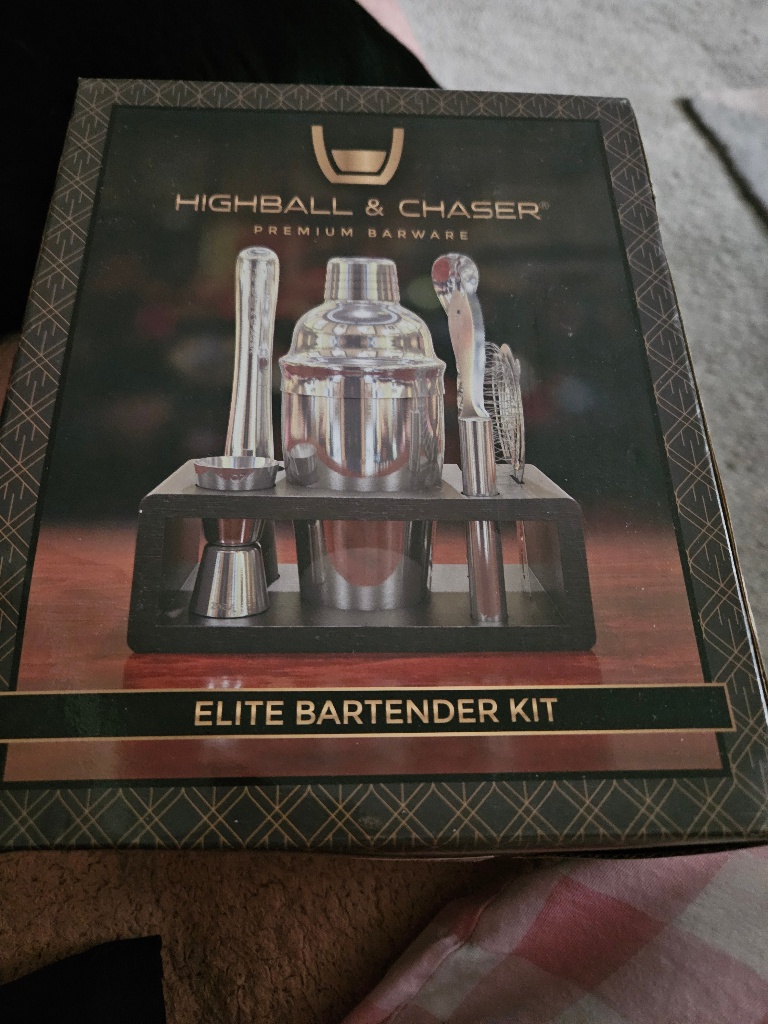 HIGHBALL & CHASER®
PREMIUM BARWARE
ELITE BARTENDER KIT